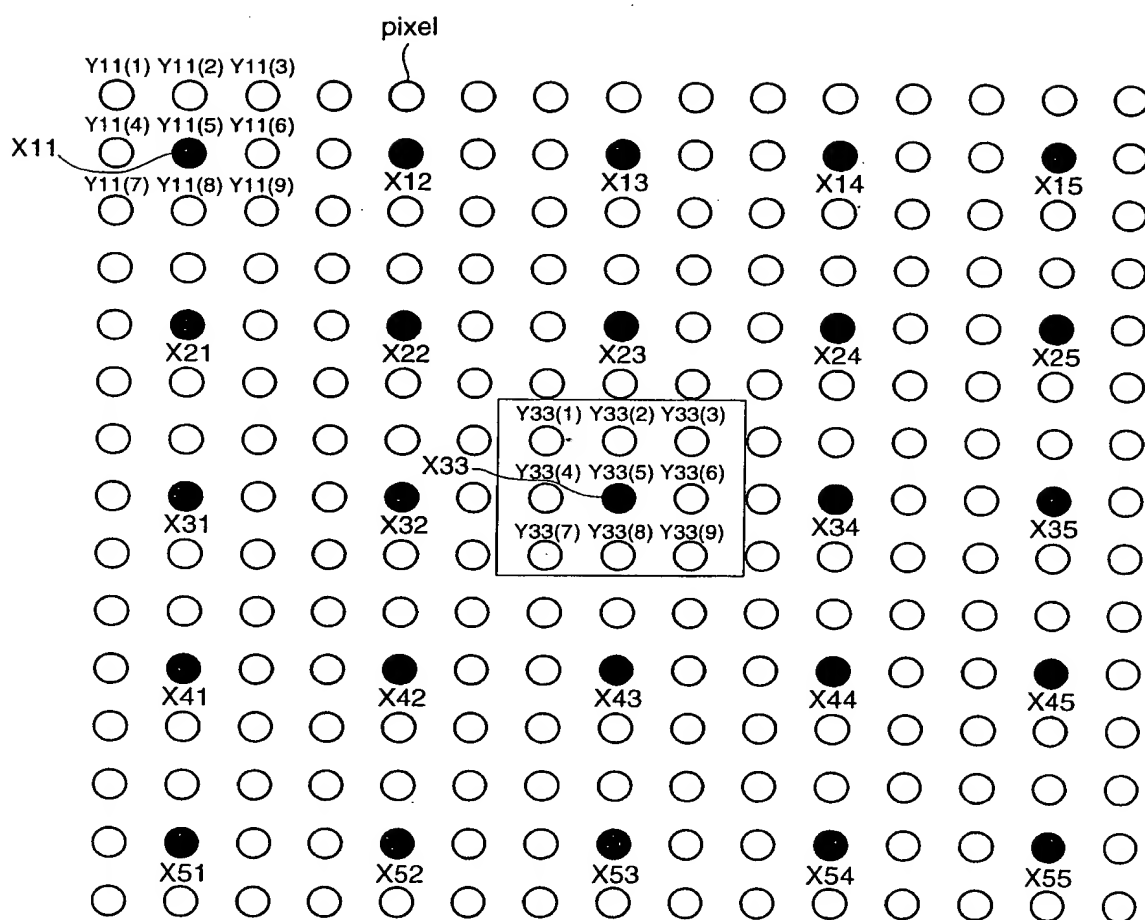 pixel
Y11(1) Y11(2) Y11(3)
Y11(4) Y11(5) Y11(6)
X11
X12 X13 X14 X15
Y11(7) Y11(8) Y11(9)
X21 X22 X23 X24 X25
Y33(1) Y33(2) Y33(3)
X33
Y33(4) Y33(5) Y33(6)
X31 X32 X34 X35
Y33(7) Y33(8) Y33(9)
X41 X42 X43 X44 X45
X51 X52 X53 X54 X55